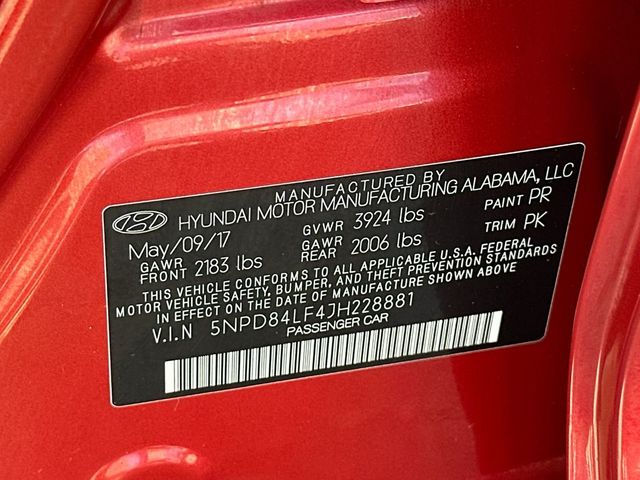 MANUFACTURED BY
HYUNDAI MOTOR MANUFACTURING ALABAMA, LLC
May/09/17 GVWR 3924 lbs PAINT PR
GAWR FRONT 2183 lbs GAWR REAR 2006 lbs TRIM PK
THIS VEHICLE CONFORMS TO ALL APPLICABLE U.S.A. FEDERAL
MOTOR VEHICLE SAFETY, BUMPER, AND THEFT PREVENTION STANDARDS
IN EFFECT ON THE DATE OF MANUFACTURE SHOWN ABOVE
V.I.N 5NPD84LF4JH228881
PASSENGER CAR